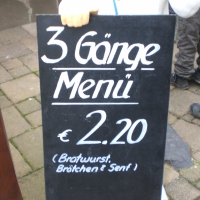 3 Gänge
Menü
€ 2.20
(Bratwurst,
Brötchen & Senf)